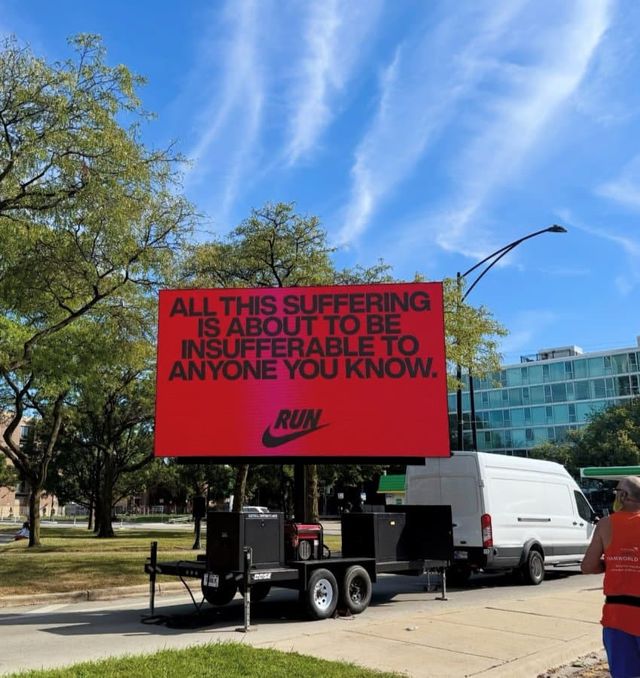 ALL THIS SUFFERING
IS ABOUT TO BE
INSUFFERABLE TO
ANYONE YOU KNOW.
RUN